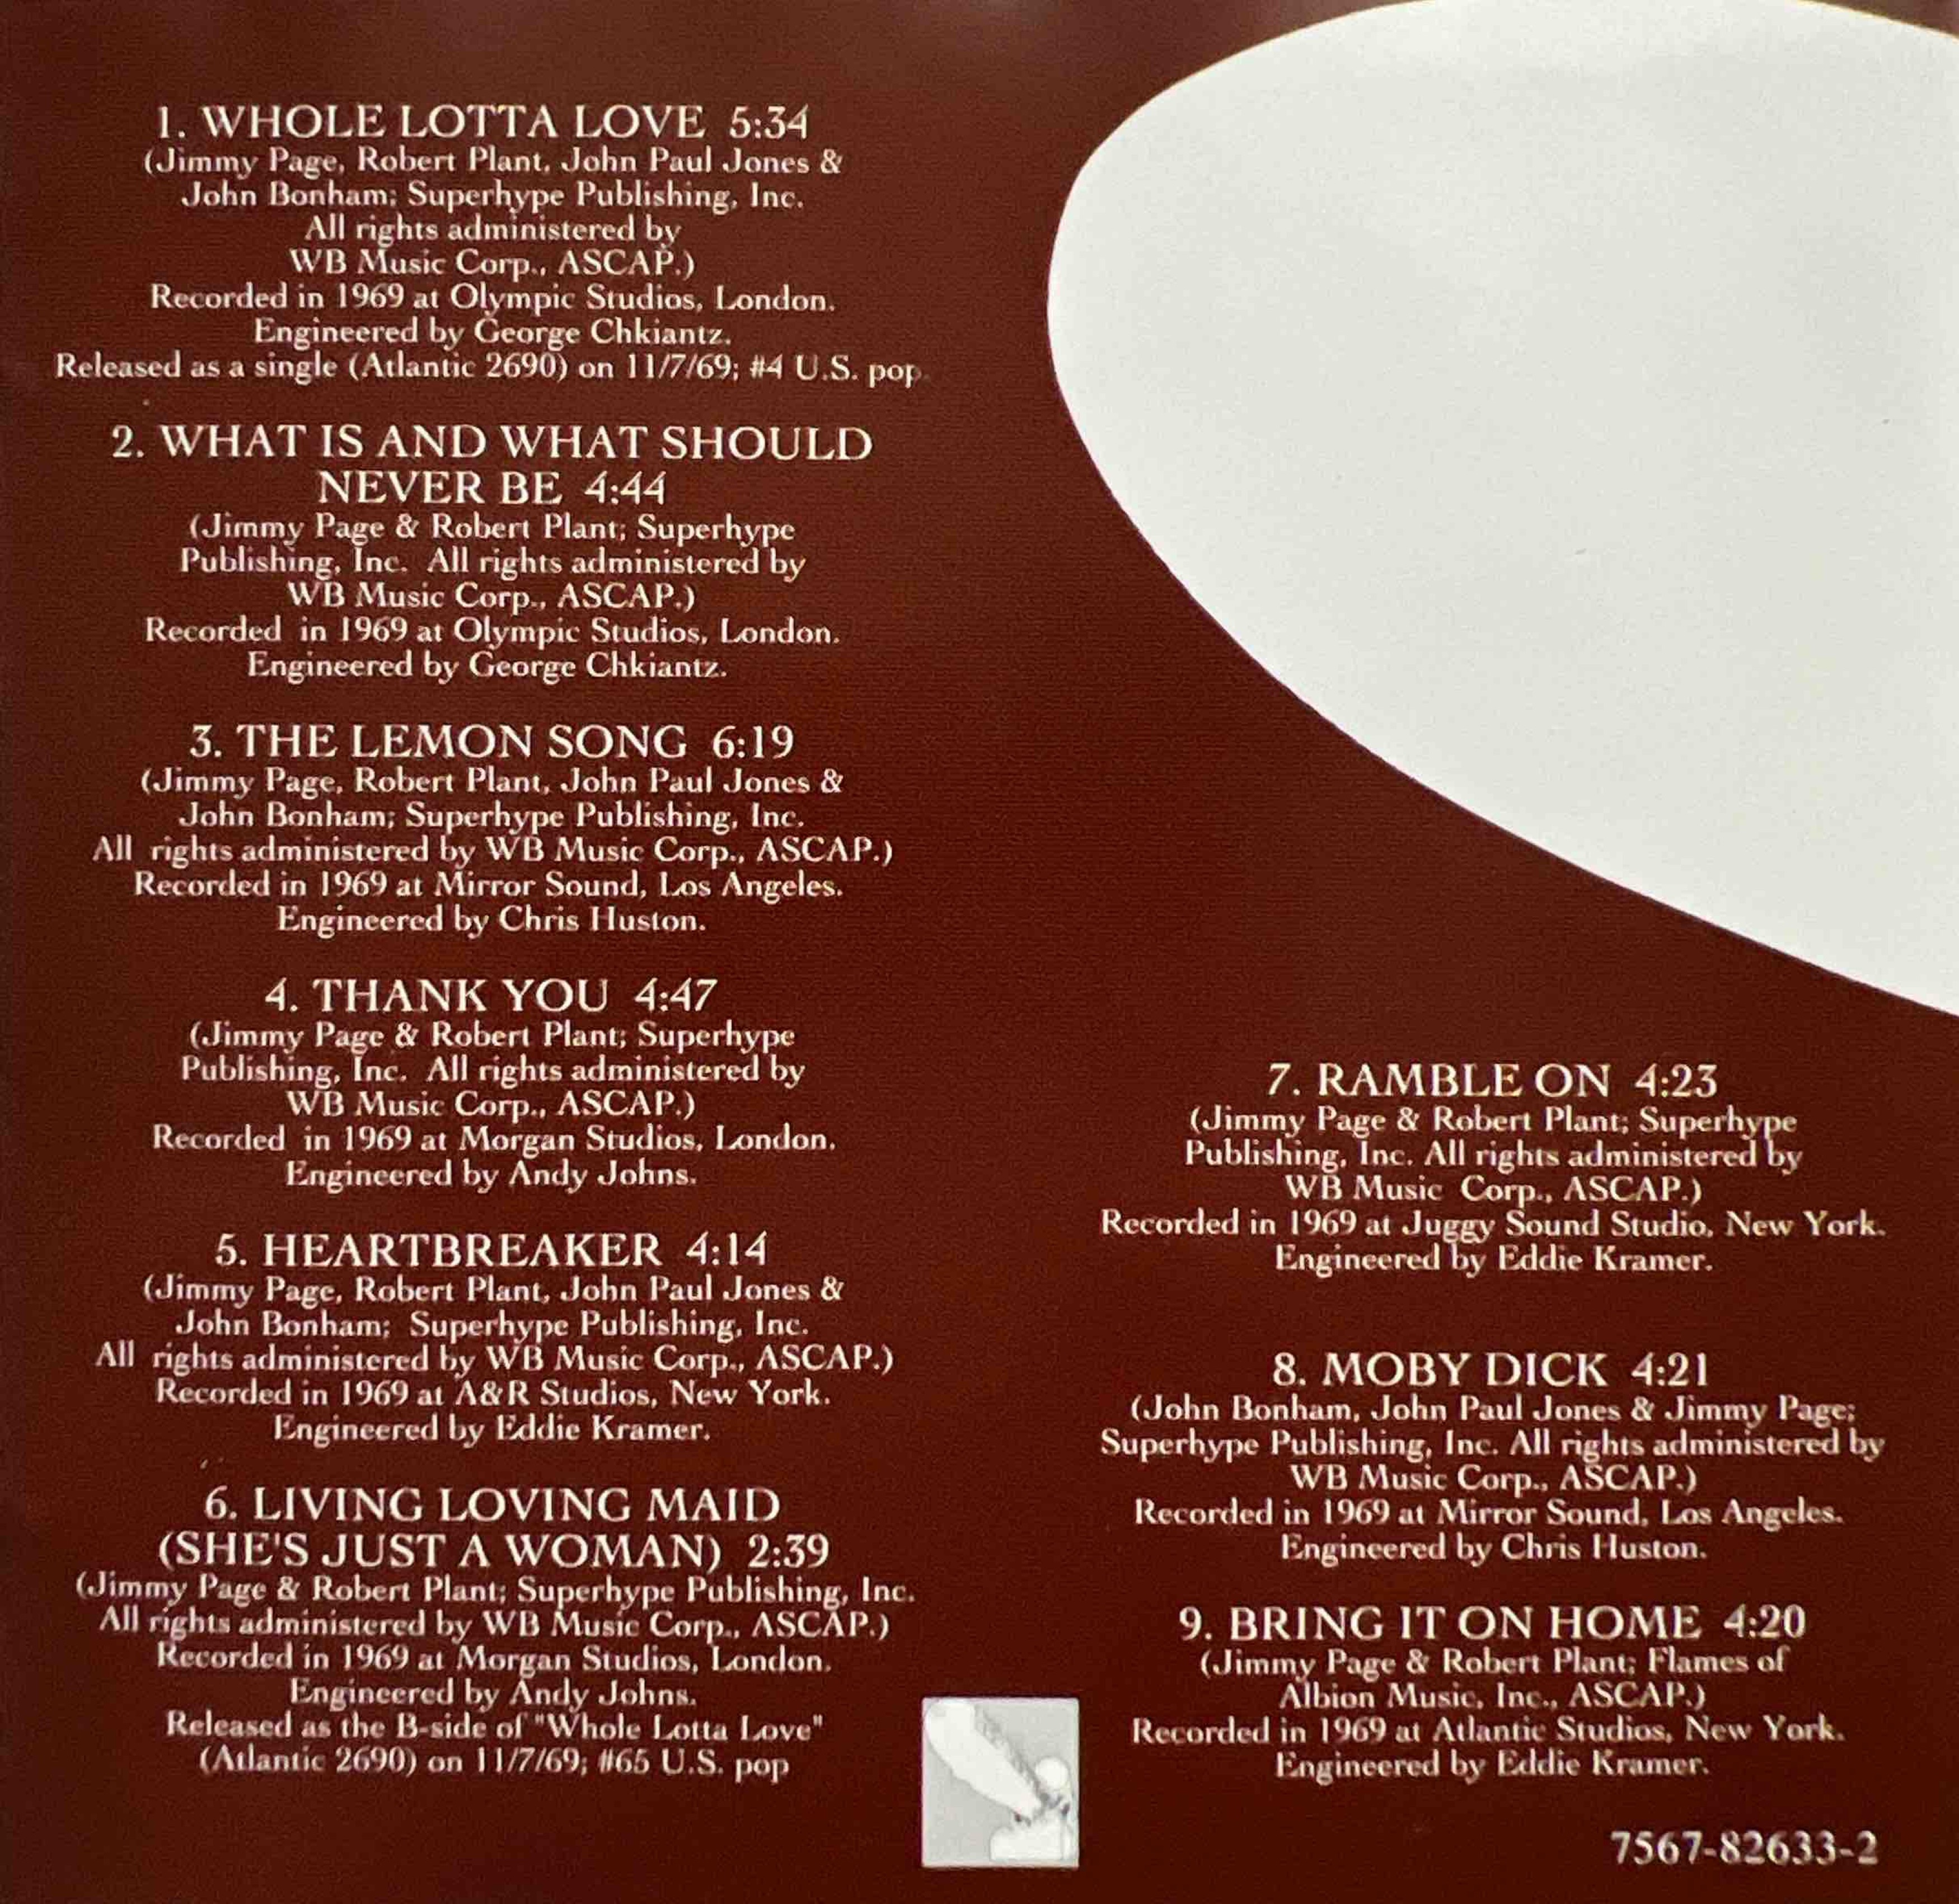 1. WHOLE LOTTA LOVE 5:34
(Jimmy Page, Robert Plant, John Paul Jones &
John Bonham; Superhype Publishing, Inc.
All rights administered by
WB Music Corp., ASCAP.)
Recorded in 1969 at Olympic Studios, London.
Engineered by George Chkiantz.
Released as a single (Atlantic 2690) on 11/7/69; #4 U.S. pop.
2. WHAT IS AND WHAT SHOULD
NEVER BE 4:44
(Jimmy Page & Robert Plant; Superhype
Publishing, Inc. All rights administered by
WB Music Corp., ASCAP.)
Recorded in 1969 at Olympic Studios, London.
Engineered by George Chkiantz.
3. THE LEMON SONG 6:19
(Jimmy Page, Robert Plant, John Paul Jones &
John Bonham; Superhype Publishing, Inc.
All rights administered by WB Music Corp., ASCAP.)
Recorded in 1969 at Mirror Sound, Los Angeles.
Engineered by Chris Huston.
4. THANK YOU 4:47
(Jimmy Page & Robert Plant; Superhype
Publishing, Inc. All rights administered by
WB Music Corp., ASCAP.)
Recorded in 1969 at Morgan Studios, London.
Engineered by Andy Johns.
5. HEARTBREAKER 4:14
(Jimmy Page, Robert Plant, John Paul Jones &
John Bonham; Superhype Publishing, Inc.
All rights administered by WB Music Corp., ASCAP.)
Recorded in 1969 at A&R Studios, New York.
Engineered by Eddie Kramer.
6. LIVING LOVING MAID
(SHE'S JUST A WOMAN) 2:39
(Jimmy Page & Robert Plant; Superhype Publishing, Inc.
All rights administered by WB Music Corp., ASCAP.)
Recorded in 1969 at Morgan Studios, London.
Engineered by Andy Johns.
Released as the B-side of "Whole Lotta Love"
(Atlantic 2690) on 11/7/69; #65 U.S. pop
7. RAMBLE ON 4:23
(Jimmy Page & Robert Plant; Superhype
Publishing, Inc. All rights administered by
WB Music Corp., ASCAP.)
Recorded in 1969 at Juggy Sound Studio, New York.
Engineered by Eddie Kramer.
8. MOBY DICK 4:21
(John Bonham, John Paul Jones & Jimmy Page;
Superhype Publishing, Inc. All rights administered by
WB Music Corp., ASCAP.)
Recorded in 1969 at Mirror Sound, Los Angeles.
Engineered by Chris Huston.
9. BRING IT ON HOME 4:20
(Jimmy Page & Robert Plant; Flames of
Albion Music, Inc., ASCAP.)
Recorded in 1969 at Atlantic Studios, New York.
Engineered by Eddie Kramer.
7567-82633-2